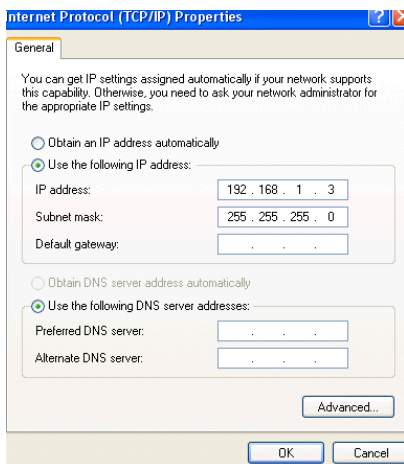 Internet Protocol (TCP/IP) Properties
General
You can get IP settings assigned automatically if your network supports
this capability. Otherwise, you need to ask your network administrator for
the appropriate IP settings.
Obtain an IP address automatically
Use the following IP address:
IP address: 192 . 168 . 1 . 3
Subnet mask: 255 . 255 . 255 . 0
Default gateway: . . .
Obtain DNS server address automatically
Use the following DNS server addresses:
Preferred DNS server: . . .
Alternate DNS server: . . .
Advanced...
OK Cancel